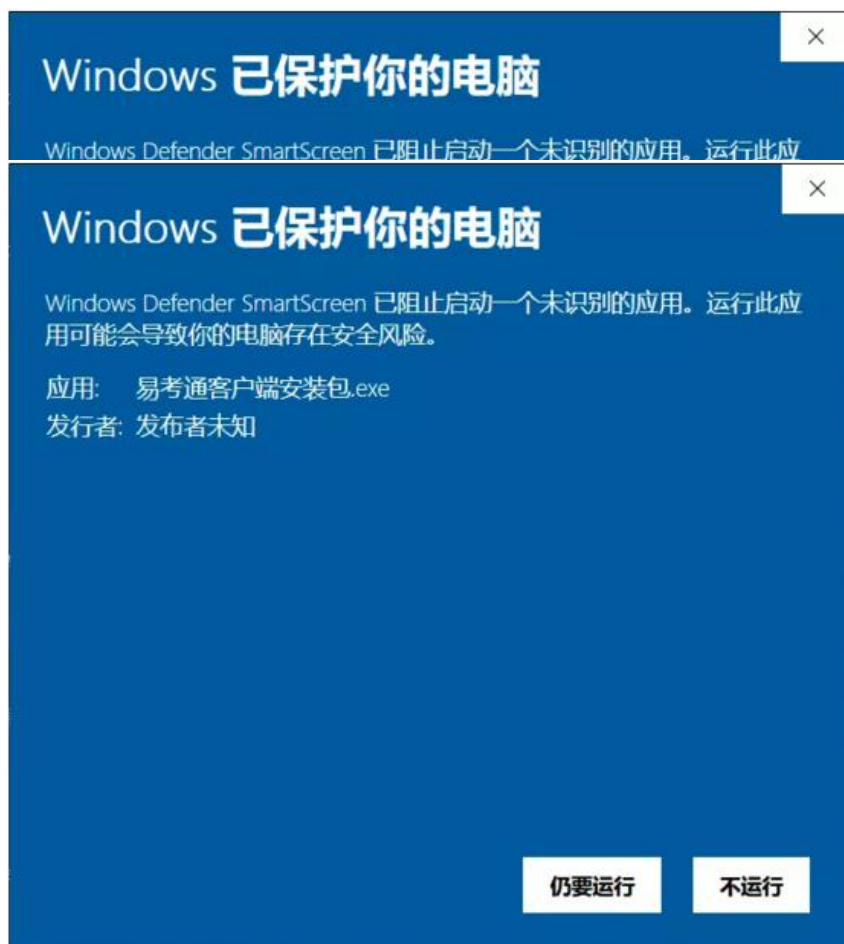 Windows 已保护你的电脑
Windows Defender SmartScreen 已阻止启动一个未识别的应用。运行此应
Windows 已保护你的电脑
Windows Defender SmartScreen 已阻止启动一个未识别的应用。运行此应
用可能会导致你的电脑存在安全风险。
应用: 易考通客户端安装包.exe
发行者: 发布者未知
仍要运行 不运行